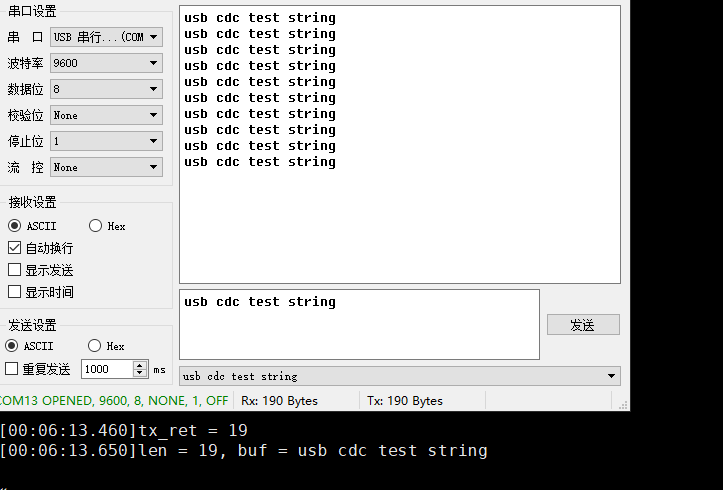 串口设置
串 口 USB 串行...(COM
波特率 9600
数据位 8
校验位 None
停止位 1
流 控 None
接收设置
ASCII Hex
自动换行
显示发送
显示时间
发送设置
ASCII Hex
重复发送 1000 ms
usb cdc test string
usb cdc test string
usb cdc test string
usb cdc test string
usb cdc test string
usb cdc test string
usb cdc test string
usb cdc test string
usb cdc test string
usb cdc test string
usb cdc test string
发送
usb cdc test string
COM13 OPENED, 9600, 8, NONE, 1, OFF Rx: 190 Bytes Tx: 190 Bytes
[00:06:13.460]tx_ret = 19
[00:06:13.650]len = 19, buf = usb cdc test string